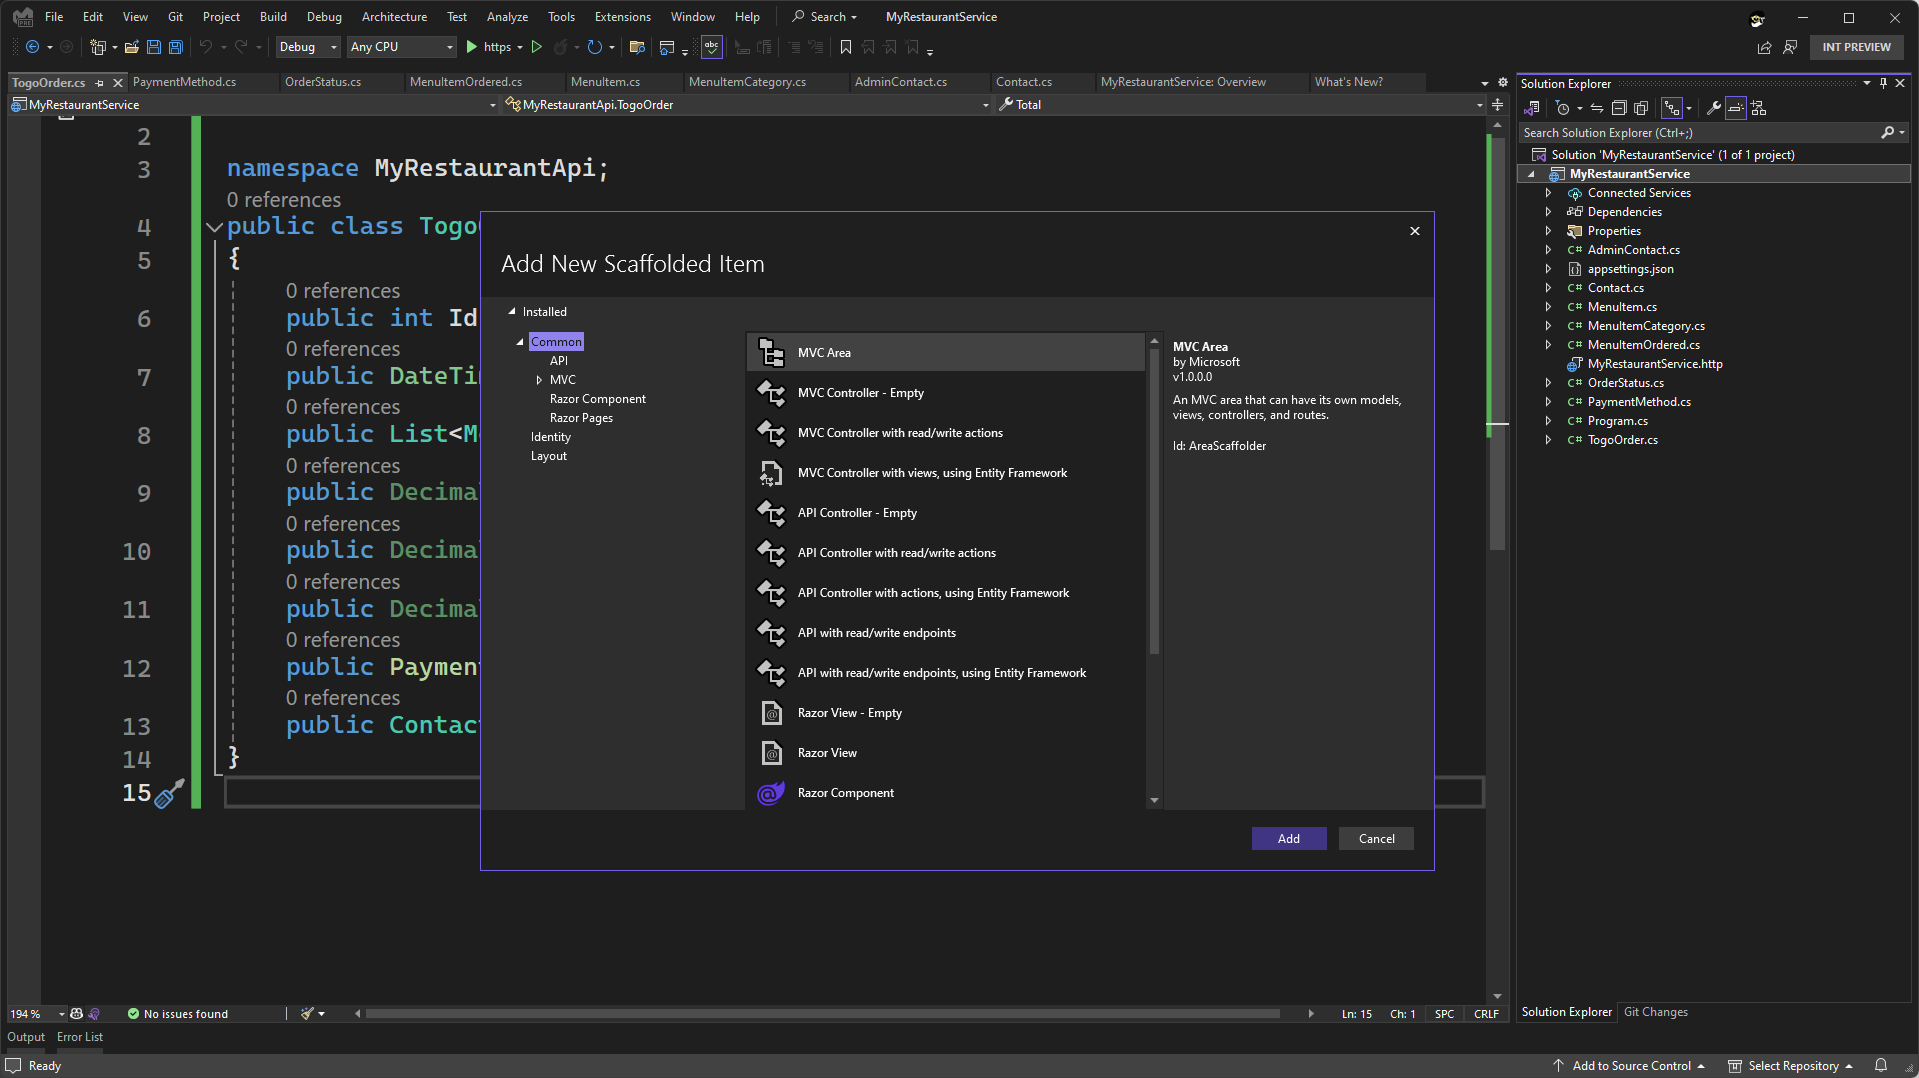 File Edit View Git Project Build Debug Architecture Test Analyze Tools Extensions Window Help Search MyRestaurantService
Debug Any CPU https abc INT PREVIEW
TogoOrder.cs PaymentMethod.cs OrderStatus.cs MenuItemOrdered.cs MenuItem.cs MenuItemCategory.cs AdminContact.cs Contact.cs MyRestaurantService: Overview What's New?
MyRestaurantService MyRestaurantApi.TogoOrder Total
2
3 namespace MyRestaurantApi;
0 references
4 public class Togo
5 {
0 references
6 public int Id
0 references
7 public DateTi
0 references
8 public List<M
0 references
9 public Decima
0 references
10 public Decima
0 references
11 public Decima
0 references
12 public Paymen
0 references
13 public Contac
14 }
15
Add New Scaffolded Item
Installed
Common
API
MVC
Razor Component
Razor Pages
Identity
Layout
MVC Area
MVC Controller - Empty
MVC Controller with read/write actions
MVC Controller with views, using Entity Framework
API Controller - Empty
API Controller with read/write actions
API Controller with actions, using Entity Framework
API with read/write endpoints
API with read/write endpoints, using Entity Framework
Razor View - Empty
Razor View
Razor Component
MVC Area
by Microsoft
v1.0.0.0
An MVC area that can have its own models,
views, controllers, and routes.
Id: AreaScaffolder
Add Cancel
Solution Explorer
Search Solution Explorer (Ctrl+;)
Solution 'MyRestaurantService' (1 of 1 project)
MyRestaurantService
Connected Services
Dependencies
Properties
C# AdminContact.cs
appsettings.json
C# Contact.cs
C# MenuItem.cs
C# MenuItemCategory.cs
C# MenuItemOrdered.cs
MyRestaurantService.http
C# OrderStatus.cs
C# PaymentMethod.cs
C# Program.cs
C# TogoOrder.cs
Solution Explorer Git Changes
194 % No issues found Ln: 15 Ch: 1 SPC CRLF
Output Error List
Ready Add to Source Control Select Repository